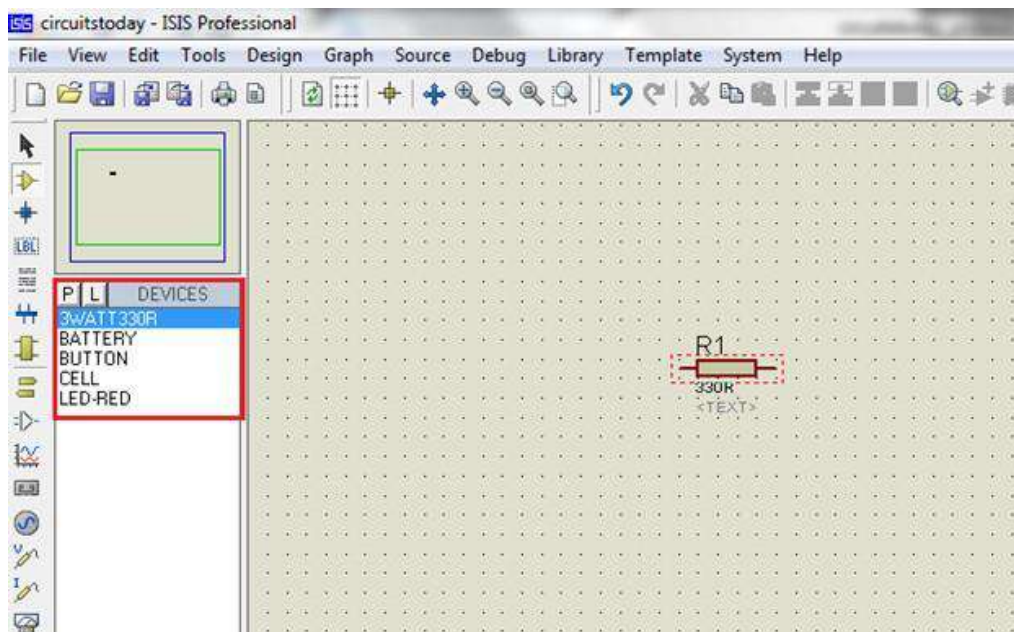 ISIS circuitstoday - ISIS Professional
File View Edit Tools Design Graph Source Debug Library Template System Help
LBL
P L DEVICES
3WATT330R
BATTERY
BUTTON
CELL
LED-RED
R1
330R
<TEXT>
V
I